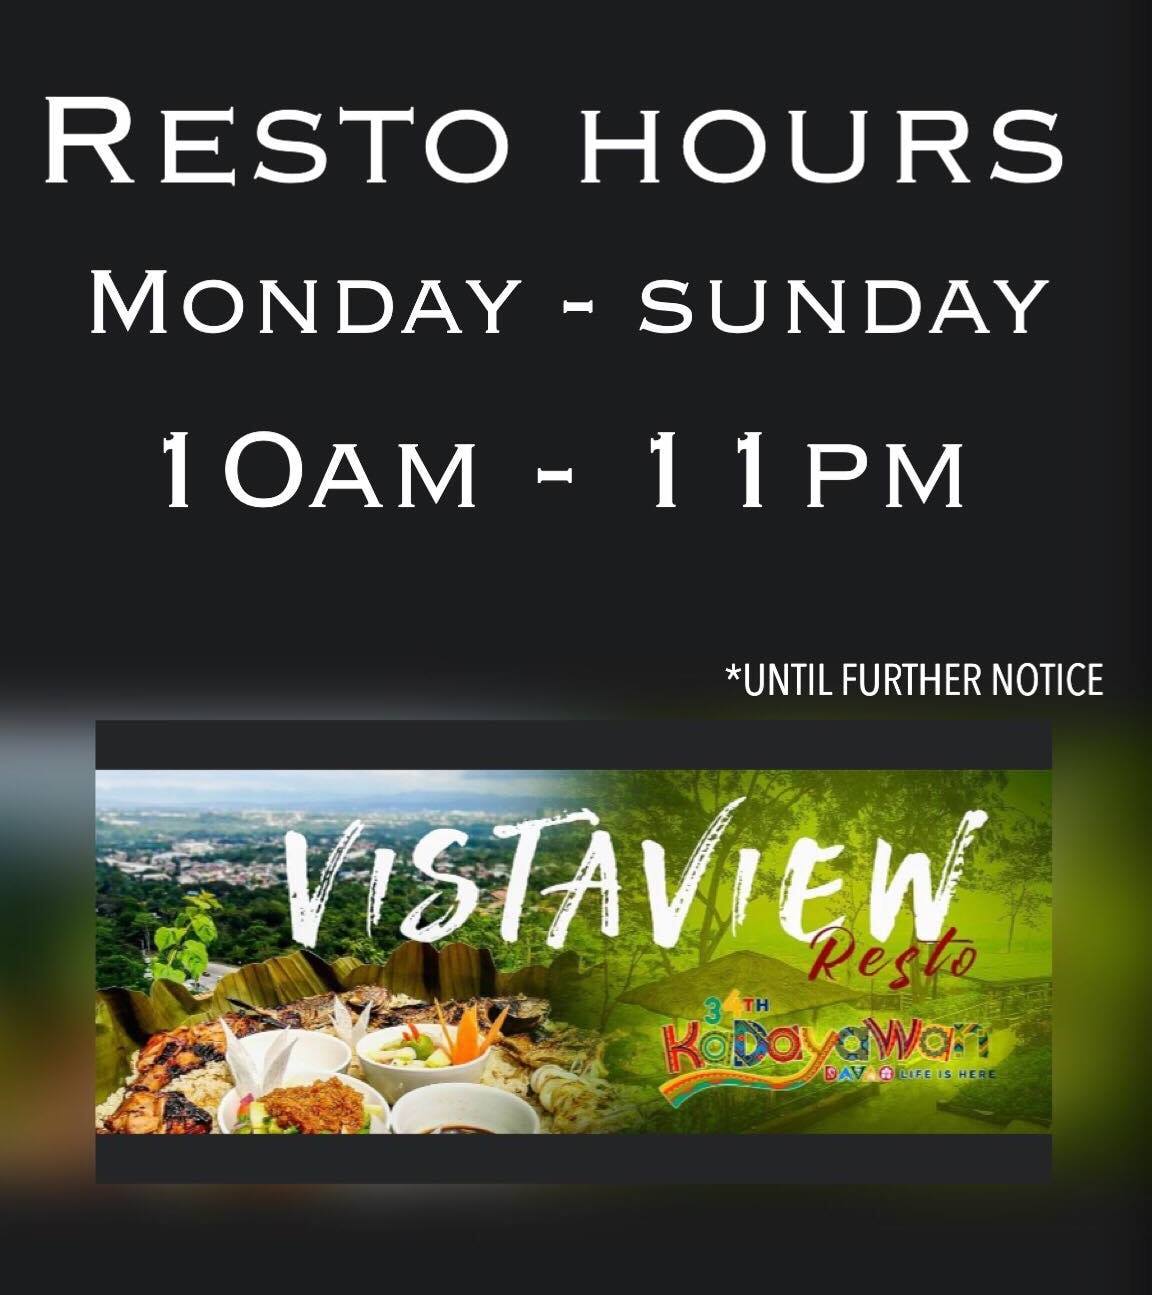 RESTO HOURS
MONDAY - SUNDAY
10AM - 11PM
*UNTIL FURTHER NOTICE
VISTAVIEW
Resto
34TH
KaDayaWan
DAVAO LIFE IS HERE